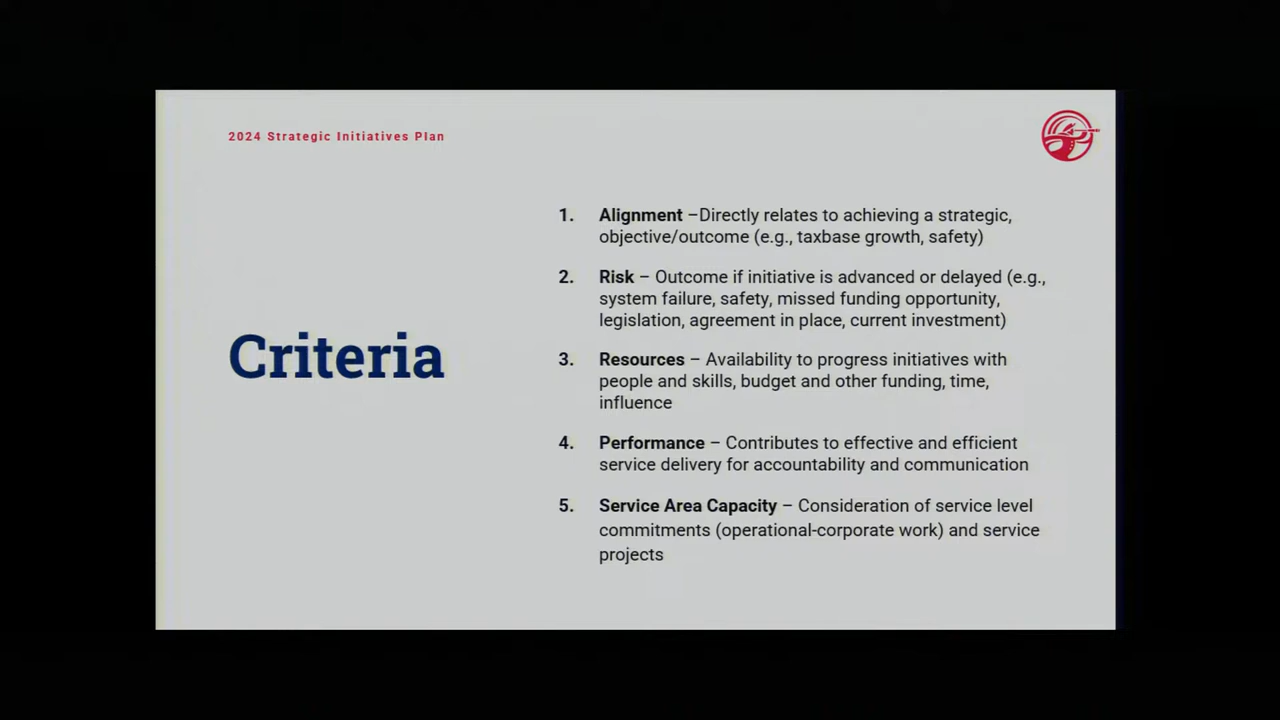 2024 Strategic Initiatives Plan
Criteria
1. Alignment –Directly relates to achieving a strategic,
objective/outcome (e.g., taxbase growth, safety)
2. Risk – Outcome if initiative is advanced or delayed (e.g.,
system failure, safety, missed funding opportunity,
legislation, agreement in place, current investment)
3. Resources – Availability to progress initiatives with
people and skills, budget and other funding, time,
influence
4. Performance – Contributes to effective and efficient
service delivery for accountability and communication
5. Service Area Capacity – Consideration of service level
commitments (operational-corporate work) and service
projects